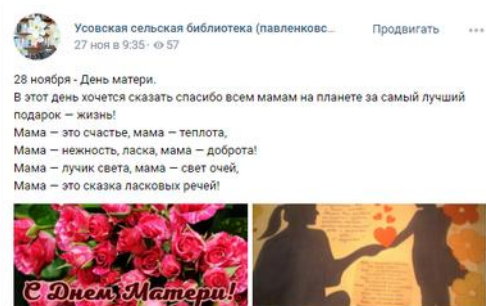 Усовская сельская библиотека (павленковс...
Продвигать
27 ноя в 9:35 · 57
28 ноября - День матери.
В этот день хочется сказать спасибо всем мамам на планете за самый лучший
подарок — жизнь!
Мама — это счастье, мама — теплота,
Мама — нежность, ласка, мама — доброта!
Мама — лучик света, мама — свет очей,
Мама — это сказка ласковых речей!
С Днем Матери!